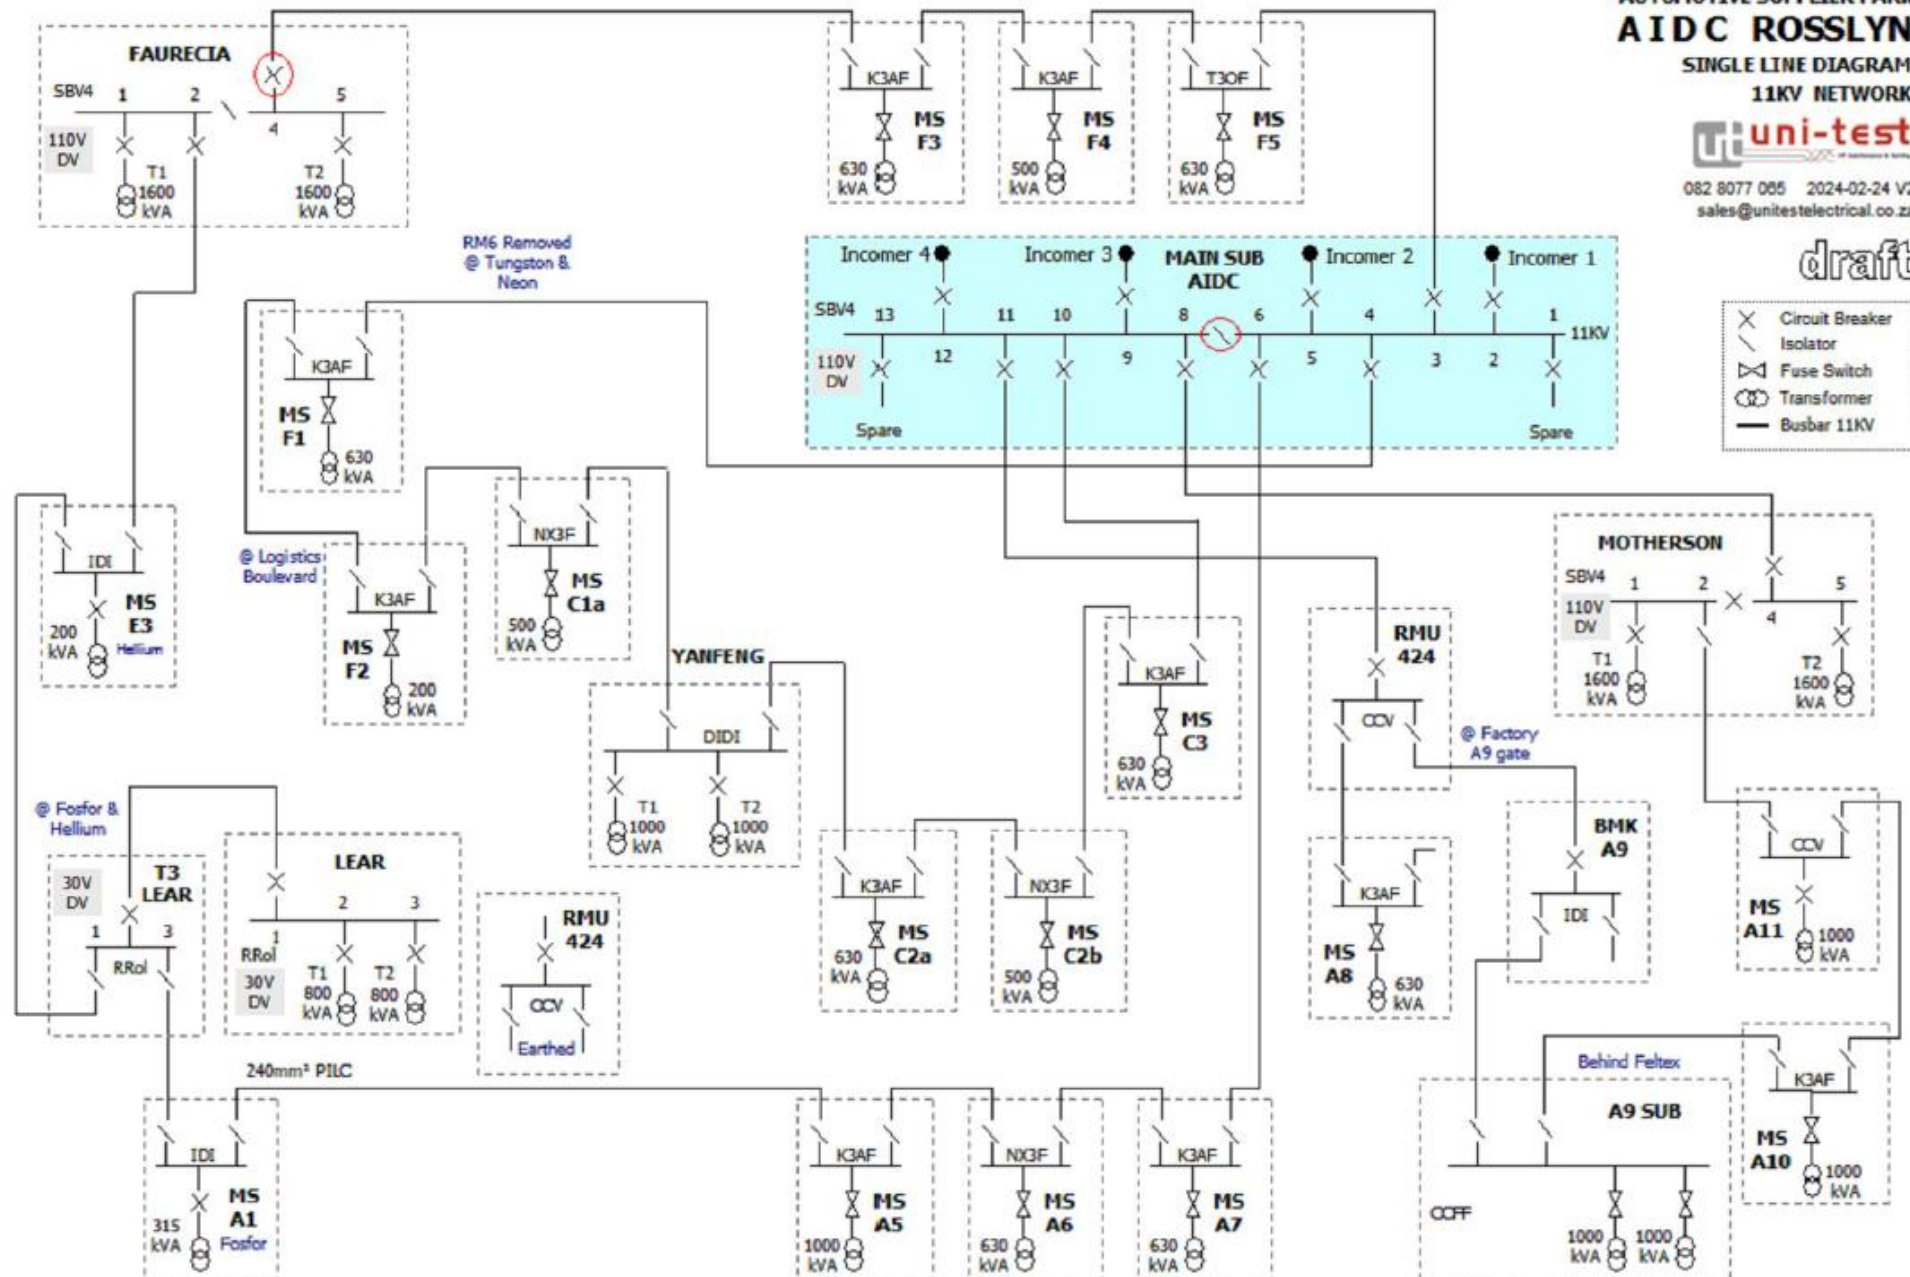 AUTOMOTIVE SUPPLIER PARK
AIDC ROSSLYN
SINGLE LINE DIAGRAM
11KV NETWORK
ut uni-test
082 8077 065 2024-02-24 V2
sales@unitestelectrical.co.za
draft
Circuit Breaker
Isolator
Fuse Switch
Transformer
Busbar 11KV
FAURECIA
SBV4 1 2 4 5
110V
DV
T1
1600
kVA
T2
1600
kVA
K3AF
MS
F3
630
kVA
K3AF
MS
F4
500
kVA
T3OF
MS
F5
630
kVA
RM6 Removed
@ Tungston &
Neon
MAIN SUB
AIDC
Incomer 4
Incomer 3
Incomer 2
Incomer 1
SBV4 13 11 10 8 6 4 1 11KV
12 9 5 3 2
110V
DV
Spare
Spare
K3AF
MS
F1
630
kVA
IDI
MS
E3
200
kVA
Hellium
@ Logistics
Boulevard
K3AF
MS
F2
200
kVA
NX3F
MS
C1a
500
kVA
YANFENG
DIDI
T1
1000
kVA
T2
1000
kVA
K3AF
MS
C3
630
kVA
RMU
424
CCV
@ Factory
A9 gate
MOTHERSON
SBV4 1 2 4 5
110V
DV
T1
1600
kVA
T2
1600
kVA
@ Fosfor &
Hellium
T3
LEAR
30V
DV
1 3
RRol
LEAR
1 2 3
RRol
30V
DV
T1
800
kVA
T2
800
kVA
RMU
424
CCV
Earthed
K3AF
MS
C2a
630
kVA
NX3F
MS
C2b
500
kVA
K3AF
MS
A8
630
kVA
BMK
A9
IDI
CCV
MS
A11
1000
kVA
240mm² PILC
IDI
MS
A1
315
kVA
Fosfor
K3AF
MS
A5
1000
kVA
NX3F
MS
A6
630
kVA
K3AF
MS
A7
630
kVA
Behind Feltex
A9 SUB
CCFF
1000
kVA
1000
kVA
K3AF
MS
A10
1000
kVA